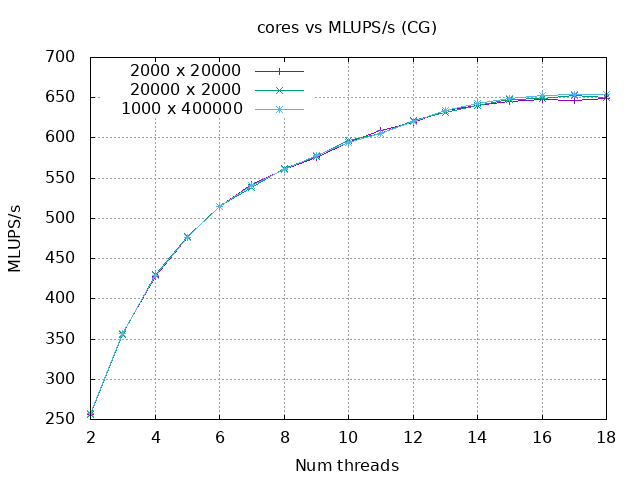 cores vs MLUPS/s (CG)
700
650
600
550
500
450
400
350
300
250
MLUPS/s
2000 x 20000
20000 x 2000
1000 x 400000
2 4 6 8 10 12 14 16 18
Num threads